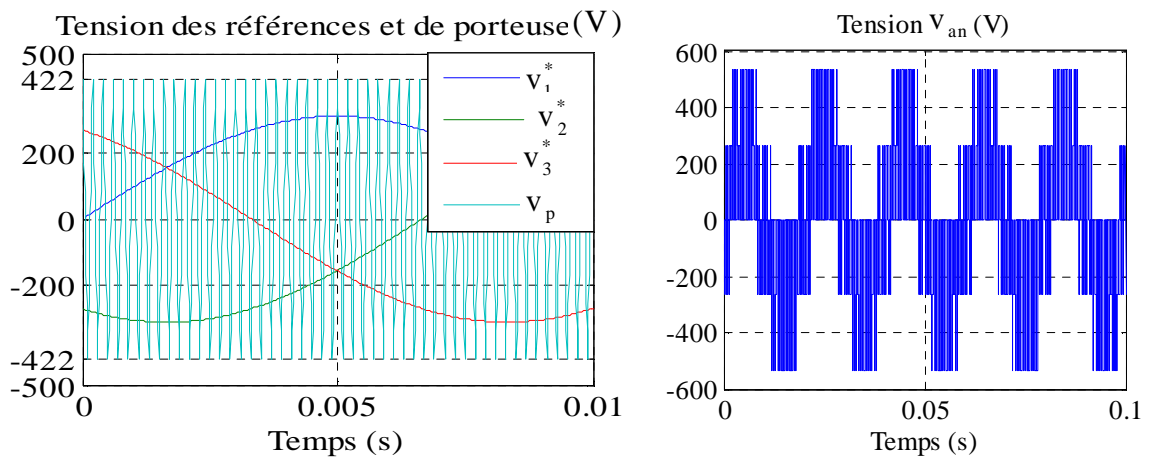 Tension des références et de porteuse (V)
500
422
200
0
-200
-422
-500
0
0.005
0.01
Temps (s)
v1*
v2*
v3*
vp
Tension van (V)
600
400
200
0
-200
-400
-600
0
0.05
0.1
Temps (s)